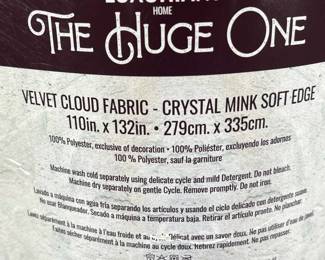 HOME
THE HUGE ONE
VELVET CLOUD FABRIC - CRYSTAL MINK SOFT EDGE
110in. x 132in. • 279cm. x 335cm.
100% Polyester, exclusive of decoration • 100% Poliéster, excluyendo los adornos
100 % Polyester, sauf la garniture
Machine wash cold separately using delicate cycle and mild Detergent. Do not bleach.
Machine dry separately on gentle Cycle. Remove promptly. Do not iron.
Lavado a máquina con agua fría separando los artículos y usando el ciclo delicado con detergente suave.
No usar Blanqueador. Secado a máquina a temperatura baja. Retirar el artículo pronto. No planchar.
Lavez séparément à la machine à l'eau froide et au cycle délicat avec un savon doux. Ne pas utiliser d'eau de
Faites sécher séparément à la machine au cycle doux. Retirez rapidement. Ne pas repasser.